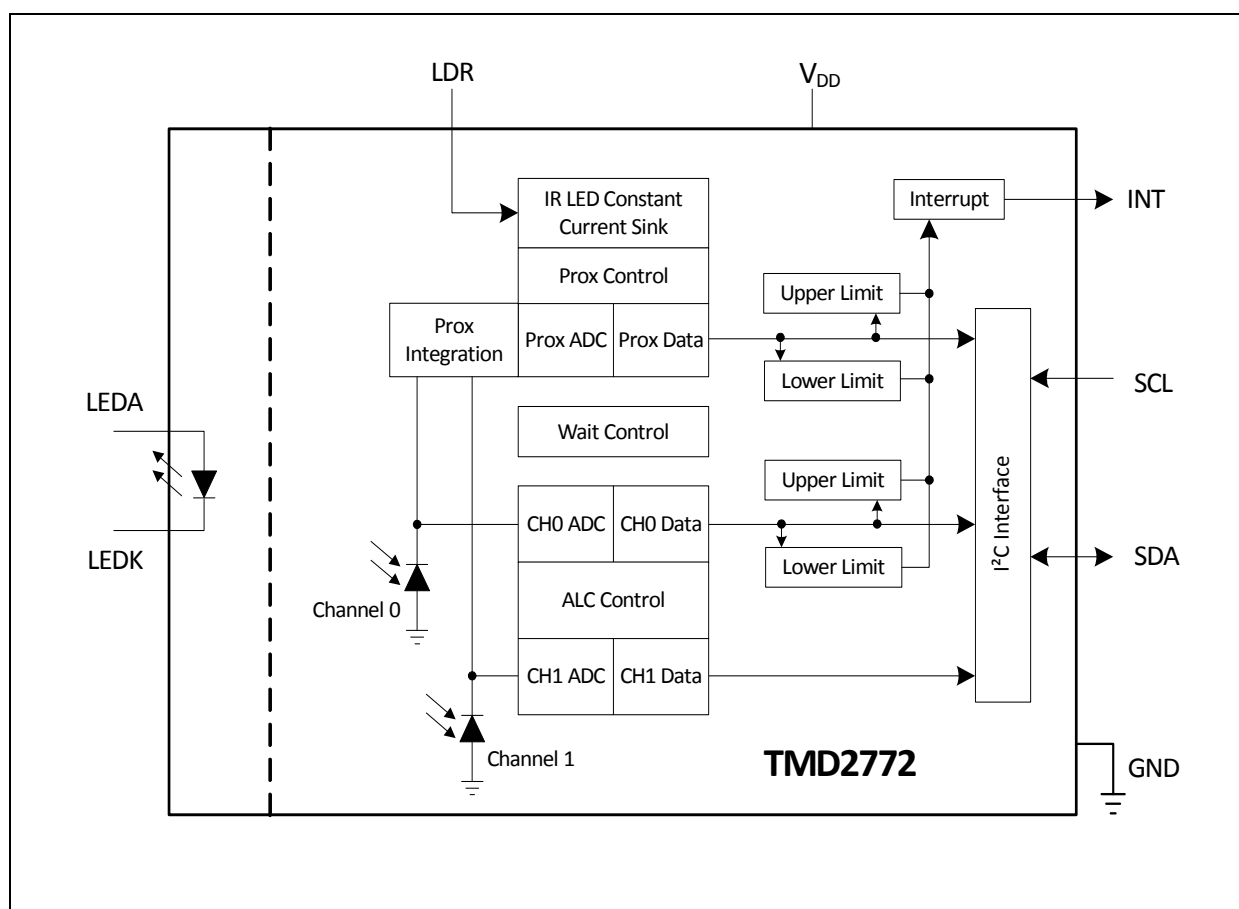 LDR
V_DD
IR LED Constant
Current Sink
Interrupt
INT
Prox Control
Upper Limit
Prox
Integration
Prox ADC
Prox Data
Lower Limit
SCL
LEDA
Wait Control
Upper Limit
I²C Interface
CH0 ADC
CH0 Data
LEDK
Lower Limit
SDA
Channel 0
ALC Control
CH1 ADC
CH1 Data
Channel 1
TMD2772
GND